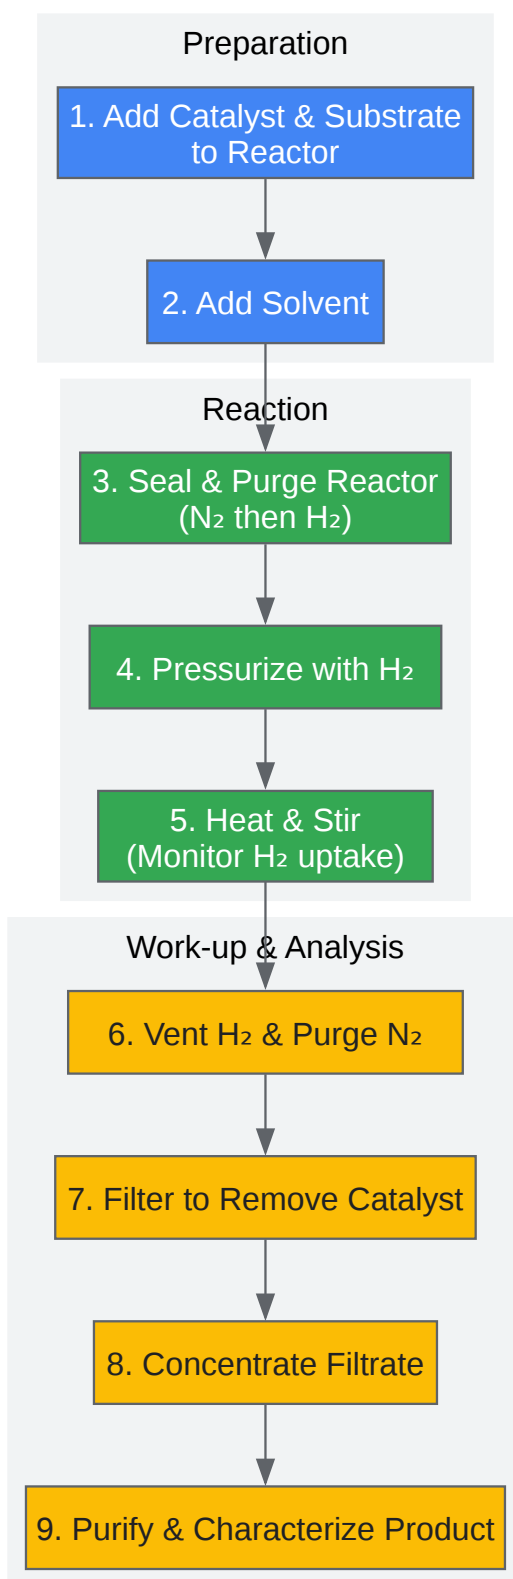 Preparation
1. Add Catalyst & Substrate
to Reactor
2. Add Solvent
Reaction
3. Seal & Purge Reactor
(N₂ then H₂)
4. Pressurize with H₂
5. Heat & Stir
(Monitor H₂ uptake)
Work-up & Analysis
6. Vent H₂ & Purge N₂
7. Filter to Remove Catalyst
8. Concentrate Filtrate
9. Purify & Characterize Product